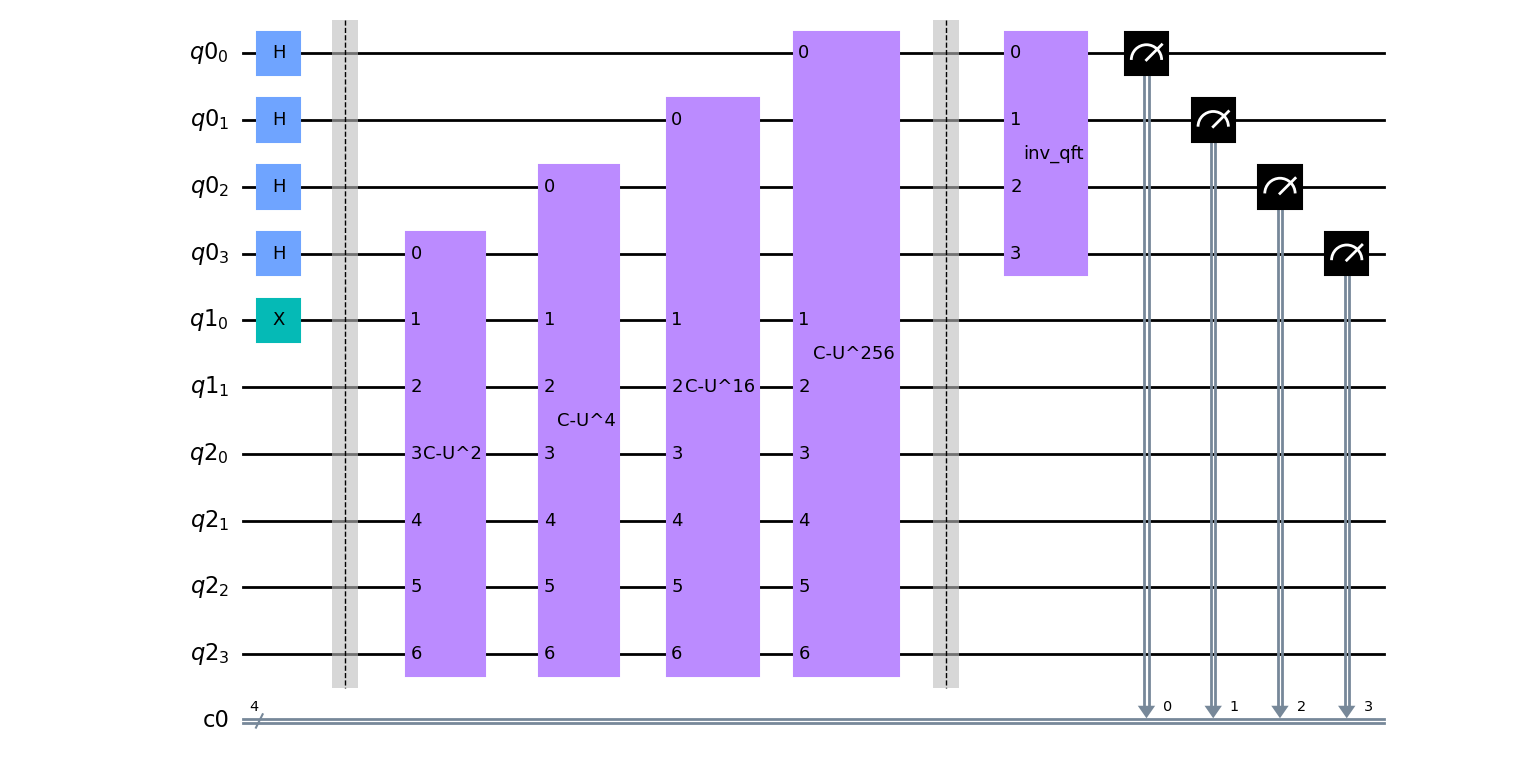 q0₀ H 0 0
q0₁ H 0 1
inv_qft
q0₂ H 0 2
q0₃ H 0 3
q1₀ X 1 1 1 1
C-U^256
q1₁ 2 2 2 C-U^16 2
C-U^4
q2₀ 3 C-U^2 3 3 3
q2₁ 4 4 4 4
q2₂ 5 5 5 5
q2₃ 6 6 6 6
c0 4 0 1 2 3